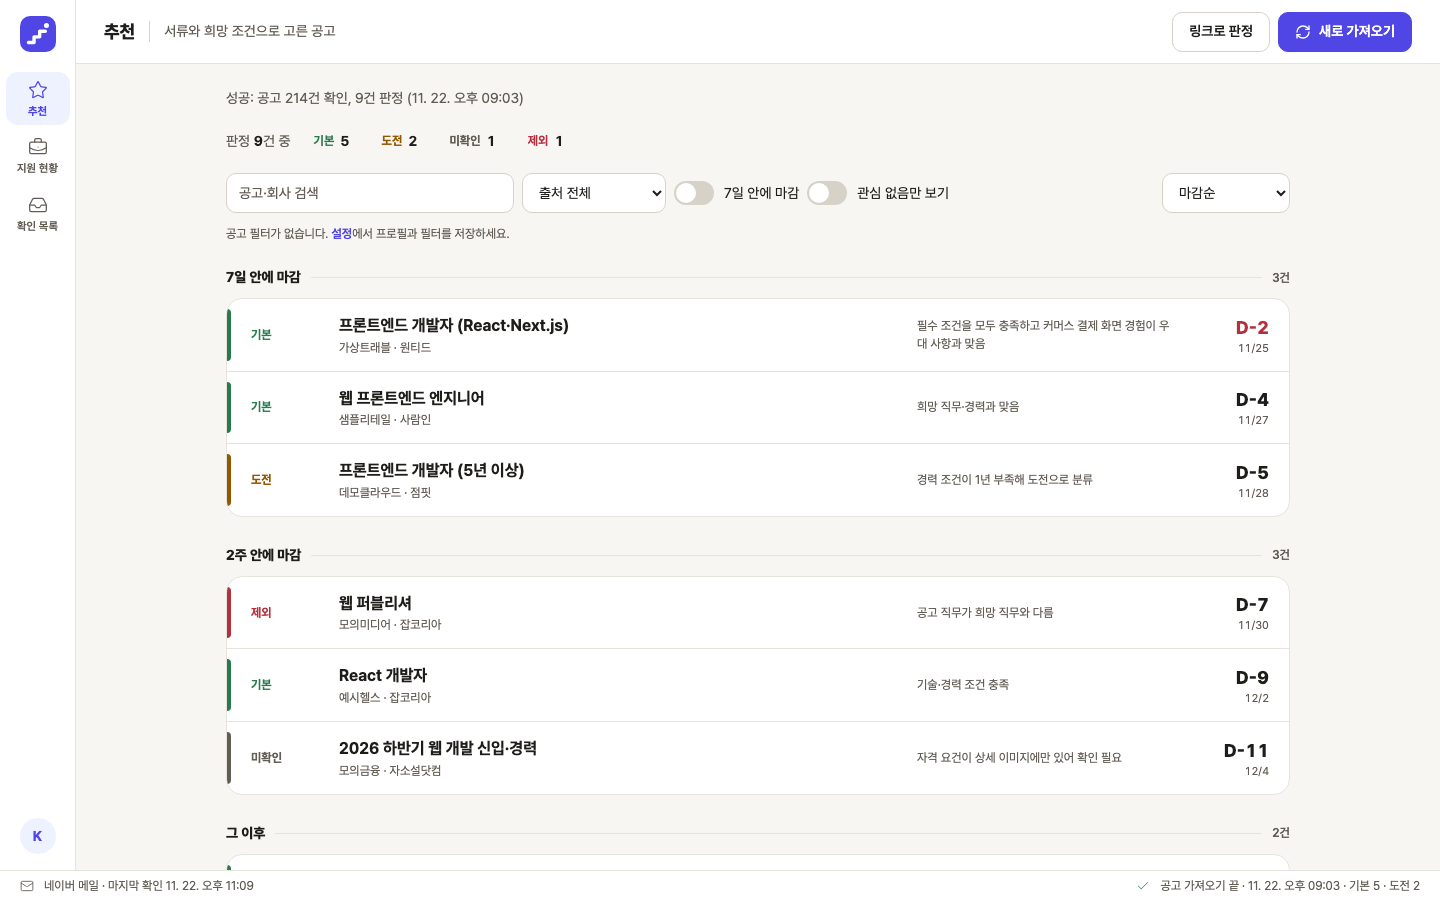 추천
서류와 희망 조건으로 고른 공고
링크로 판정
새로 가져오기
추천
지원 현황
확인 목록
K
성공: 공고 214건 확인, 9건 판정 (11. 22. 오후 09:03)
판정 9건 중 기본 5 도전 2 미확인 1 제외 1
공고·회사 검색
출처 전체
7일 안에 마감
관심 없음만 보기
마감순
공고 필터가 없습니다. 설정에서 프로필과 필터를 저장하세요.
7일 안에 마감
3건
기본
프론트엔드 개발자 (React·Next.js)
가상트래블 · 원티드
필수 조건을 모두 충족하고 커머스 결제 화면 경험이 우
대 사항과 맞음
D-2
11/25
기본
웹 프론트엔드 엔지니어
샘플리테일 · 사람인
희망 직무·경력과 맞음
D-4
11/27
도전
프론트엔드 개발자 (5년 이상)
데모클라우드 · 점핏
경력 조건이 1년 부족해 도전으로 분류
D-5
11/28
2주 안에 마감
3건
제외
웹 퍼블리셔
모의미디어 · 잡코리아
공고 직무가 희망 직무와 다름
D-7
11/30
기본
React 개발자
예시헬스 · 잡코리아
기술·경력 조건 충족
D-9
12/2
미확인
2026 하반기 웹 개발 신입·경력
모의금융 · 자소설닷컴
자격 요건이 상세 이미지에만 있어 확인 필요
D-11
12/4
그 이후
2건
네이버 메일 · 마지막 확인 11. 22. 오후 11:09
공고 가져오기 끝 · 11. 22. 오후 09:03 · 기본 5 · 도전 2